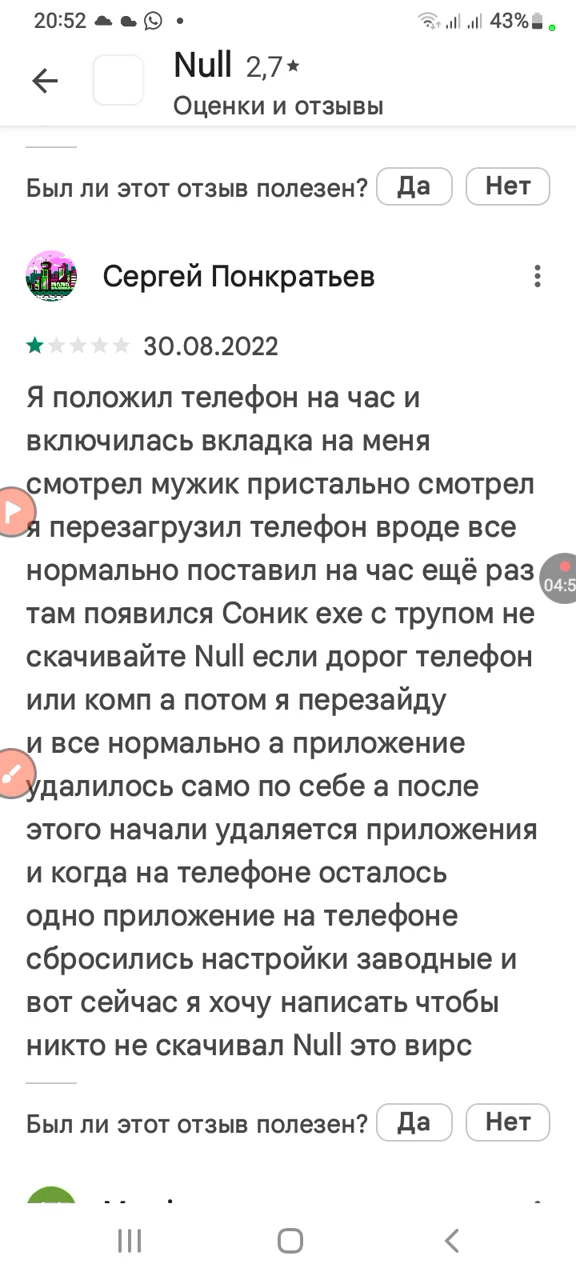 20:52
43%
Null 2,7★
Оценки и отзывы
Был ли этот отзыв полезен? Да Нет
Сергей Понкратьев
30.08.2022
Я положил телефон на час и
включилась вкладка на меня
смотрел мужик пристально смотрел
я перезагрузил телефон вроде все
нормально поставил на час ещё раз
04:5
там появился Соник ехе с трупом не
скачивайте Null если дорог телефон
или комп а потом я перезайду
и все нормально а приложение
удалилось само по себе а после
этого начали удаляется приложения
и когда на телефоне осталось
одно приложение на телефоне
сбросились настройки заводные и
вот сейчас я хочу написать чтобы
никто не скачивал Null это вирс
Был ли этот отзыв полезен? Да Нет